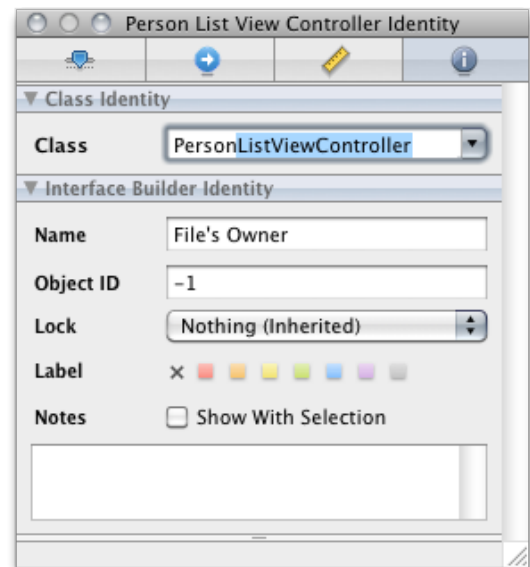 Person List View Controller Identity
Class Identity
Class PersonListViewController
Interface Builder Identity
Name File's Owner
Object ID -1
Lock Nothing (Inherited)
Label
Notes Show With Selection